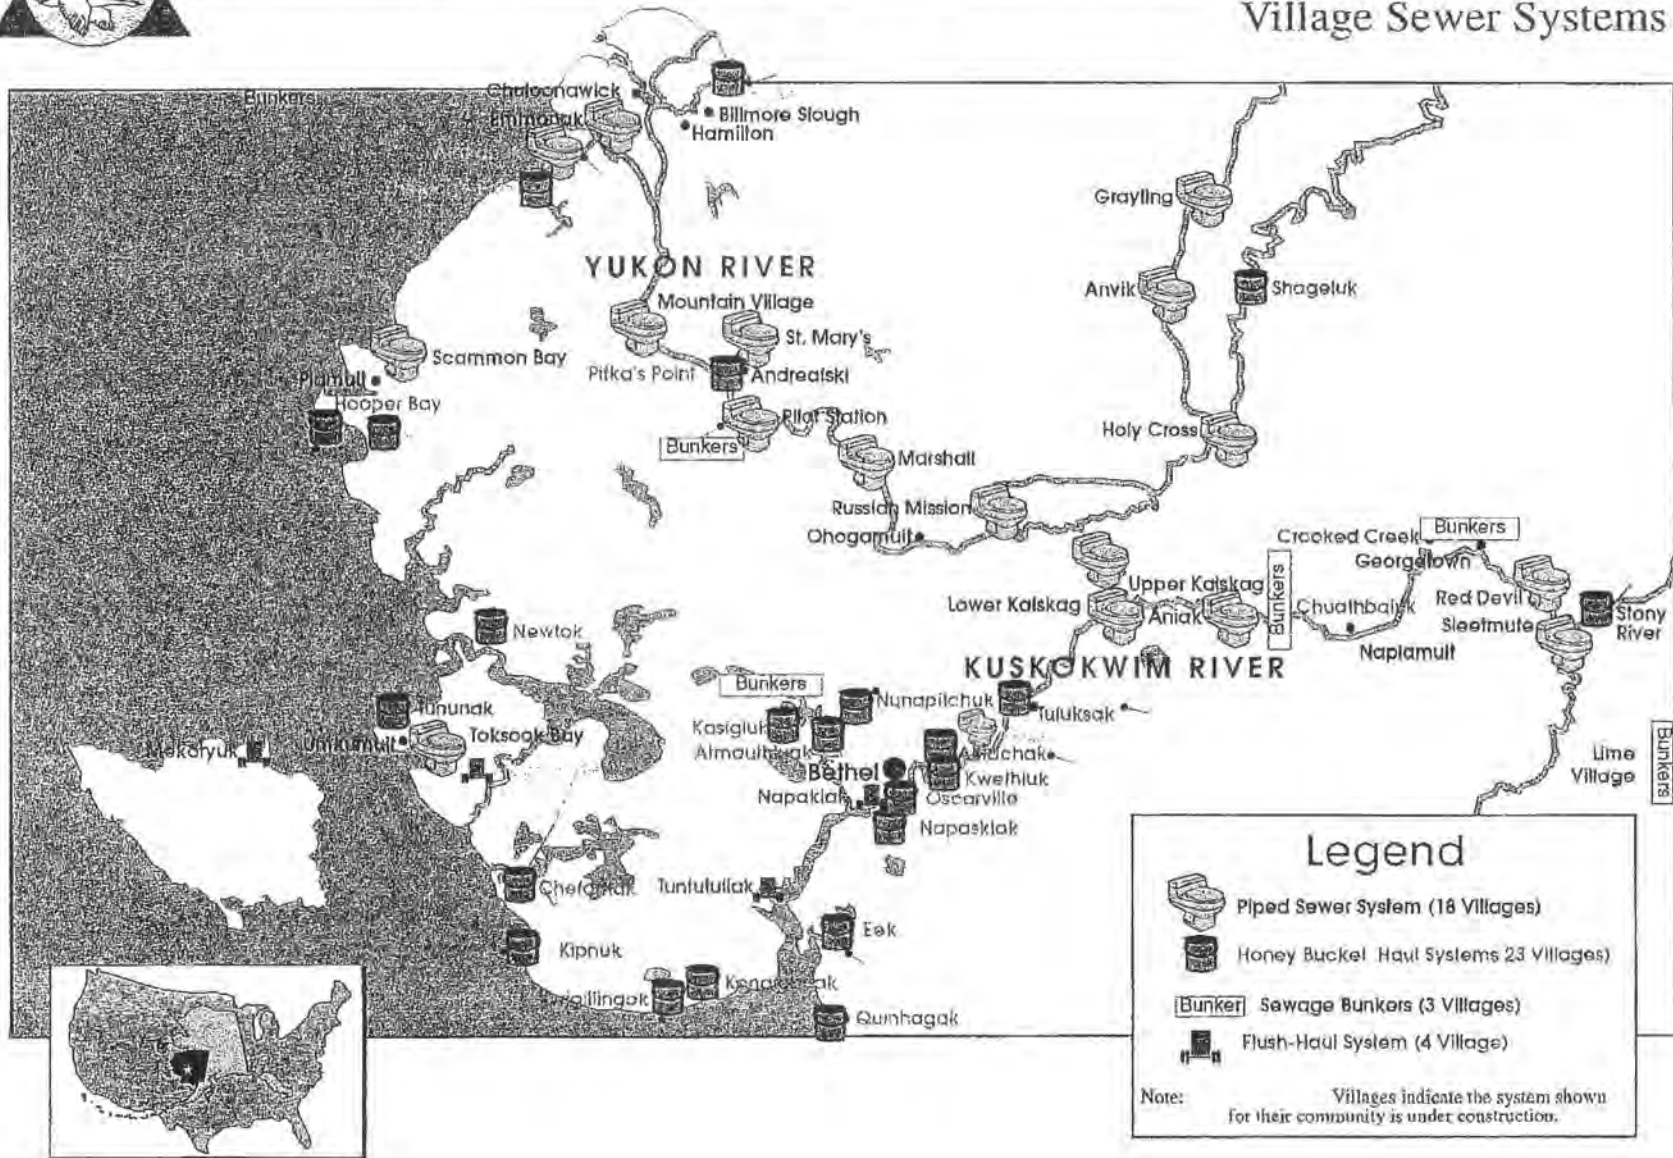 Village Sewer Systems
Bunkers
Chuloonawick
Emmonak
Billmore Slough
Hamilton
Grayling
YUKON RIVER
Anvik
Shageluk
Mountain Village
St. Mary's
Scammon Bay
Pitka's Point
Andreafski
Piamuit
Hooper Bay
Pilot Station
Bunkers
Holy Cross
Marshall
Russian Mission
Ohogamuit
Bunkers
Crooked Creek
Georgetown
Upper Kalskag
Lower Kalskag
Aniak
Bunkers
Chuathbaluk
Red Devil
Stony
River
Sleetmute
Newtok
Napiamuit
KUSKOKWIM RIVER
Bunkers
Nunapitchuk
Tuluksak
Tununak
Kasigluk
Umkumuit
Toksook Bay
Mekoryuk
Bethel
Kwethluk
Lime
Village
Bunkers
Napakiak
Oscarville
Napaskiak
Tuntutuliak
Kipnuk
Eek
Quinhagak
Legend
Piped Sewer System (18 Villages)
Honey Bucket Haul Systems 23 Villages)
Bunker Sewage Bunkers (3 Villages)
Flush-Haul System (4 Village)
Note: Villages indicate the system shown
for their community is under construction.